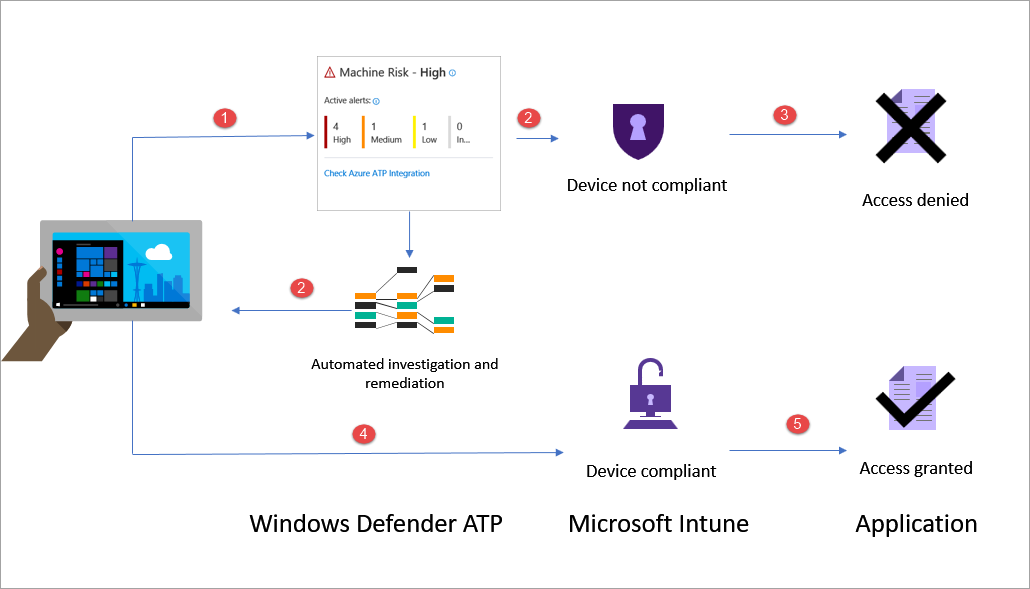 1
Machine Risk - High
Active alerts:
4
High
1
Medium
1
Low
0
In...
Check Azure ATP Integration
2
Device not compliant
3
Access denied
2
Automated investigation and
remediation
4
Device compliant
5
Access granted
Windows Defender ATP
Microsoft Intune
Application